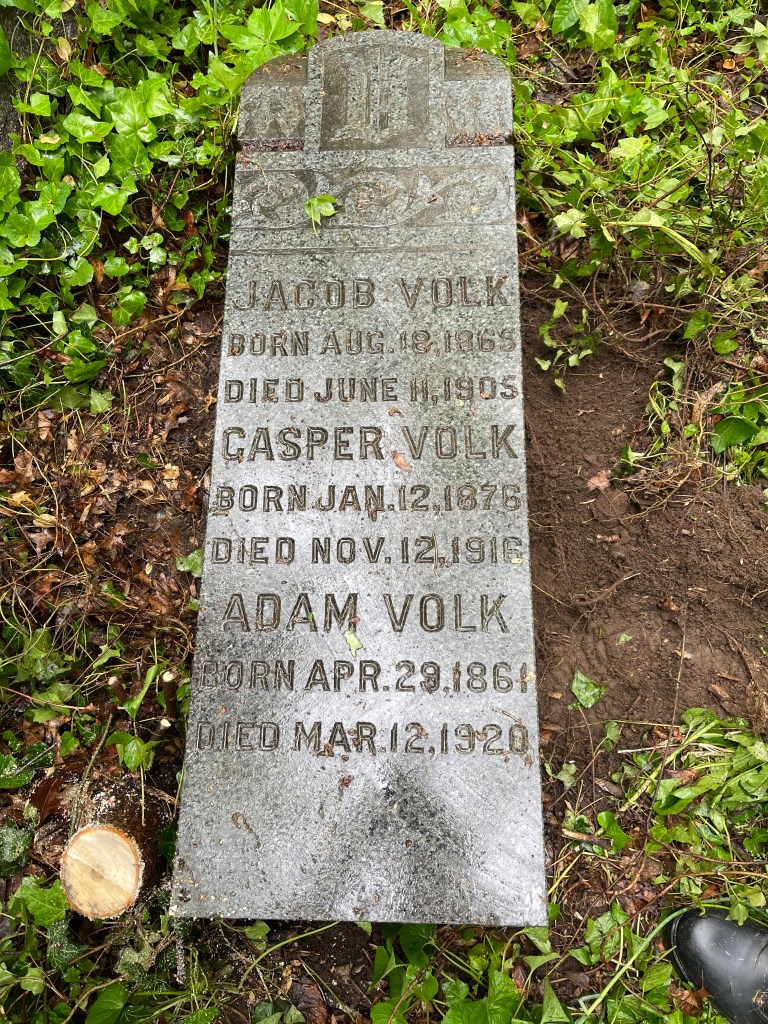 JACOB VOLK
BORN AUG. 18, 1865
DIED JUNE 11, 1905
CASPER VOLK
BORN JAN. 12, 1876
DIED NOV. 12, 1916
ADAM VOLK
BORN APR. 29, 1861
DIED MAR. 12, 1920